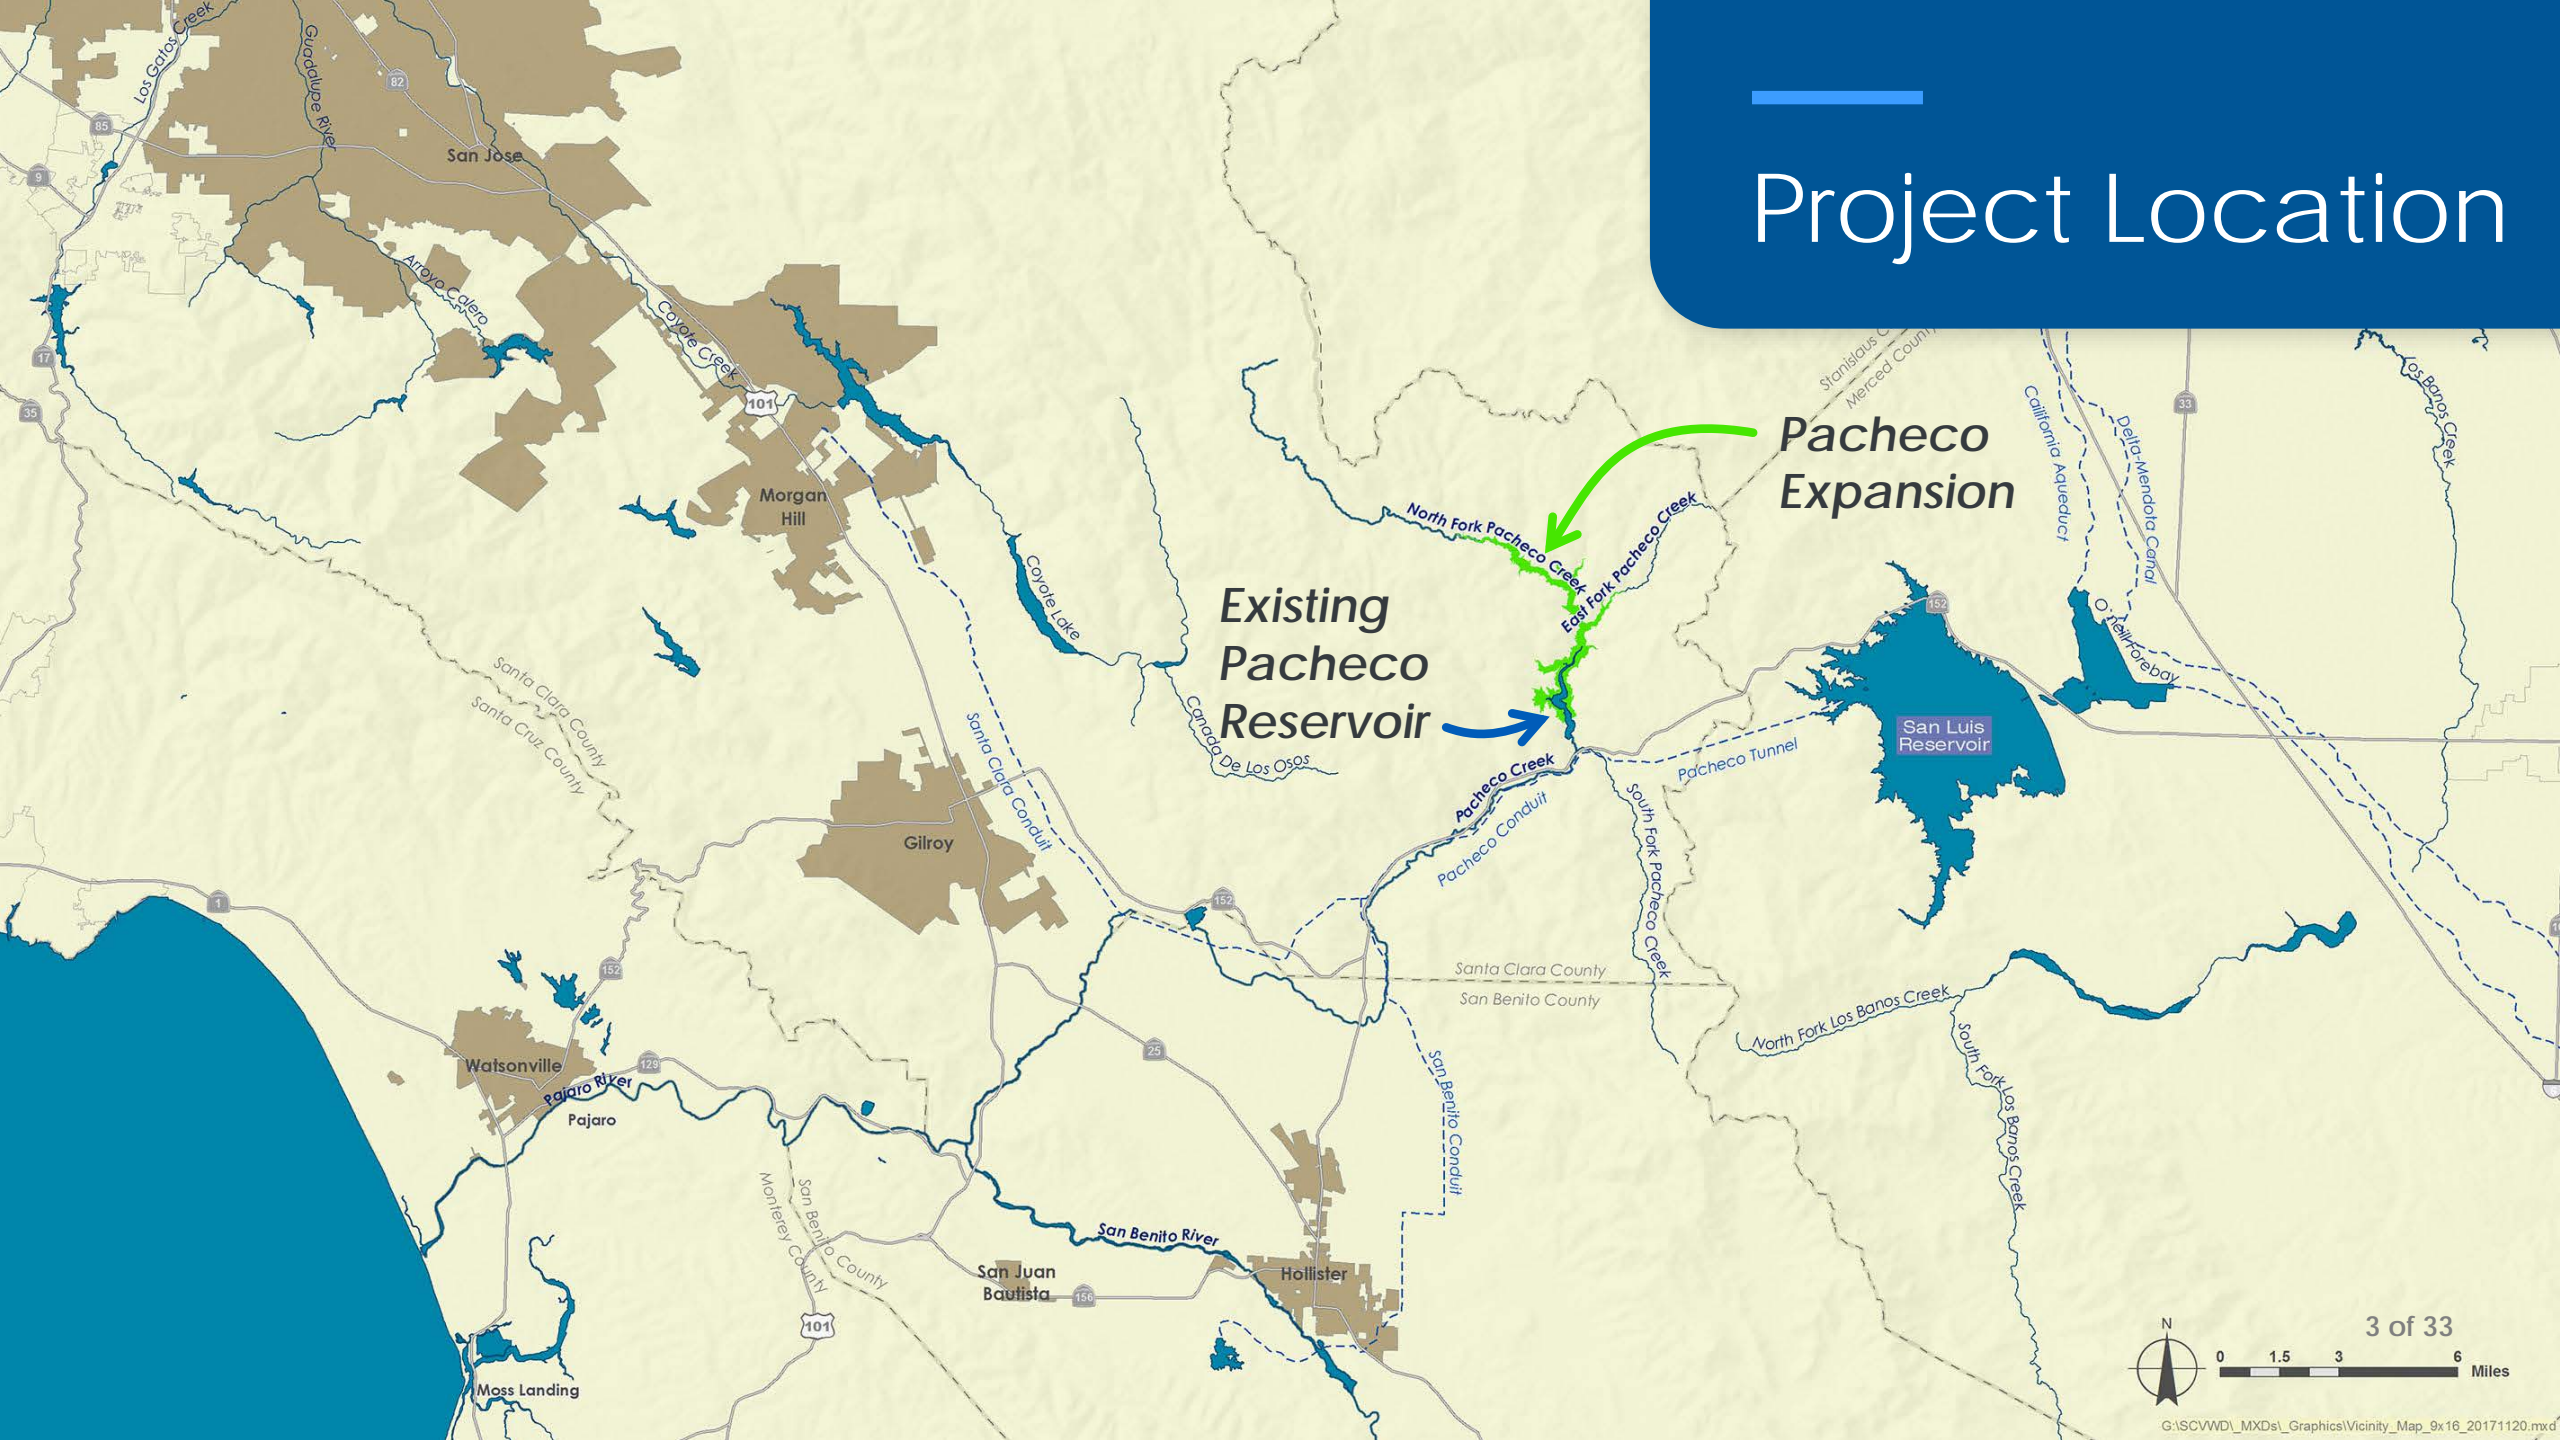 Project Location
Los Gatos Creek
Guadalupe River
82
85
San Jose
9
Arroyo Calero
Coyote Creek
17
101
35
Stanislaus C
Merced County
33
Los Banos Creek
Cailifornia Aqueduct
Delta-Mendota Canal
Pacheco
Expansion
Morgan
Hill
North Fork Pacheco Creek
East Fork Pacheco Creek
Coyote Lake
Existing
Pacheco
Reservoir
152
O'neill Forebay
Santa Clara County
Santa Cruz County
Santa Clara Conduit
Canada De Los Osos
San Luis
Reservoir
Pacheco Tunnel
Pacheco Creek
Pacheco Conduit
South Fork Pacheco Creek
Gilroy
1
152
152
Santa Clara County
San Benito County
North Fork Los Banos Creek
South Fork Los Banos Creek
Watsonville
129
25
Pajaro River
Pajaro
San Benito Conduit
San Benito County
Monterey County
San Benito River
San Juan
Bautista
156
Hollister
101
Moss Landing
3 of 33
N
0 1.5 3 6
Miles
G:\SCVWD\_MXDs\_Graphics\Vicinity_Map_9x16_20171120.mxd